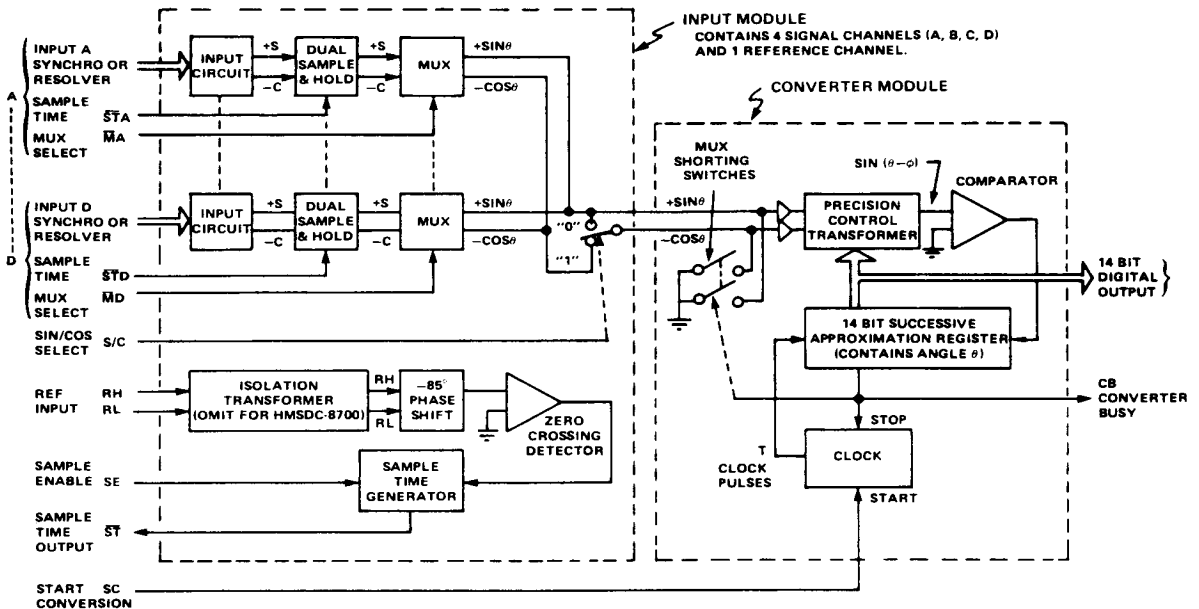 INPUT MODULE
CONTAINS 4 SIGNAL CHANNELS (A, B, C, D)
AND 1 REFERENCE CHANNEL.
A
INPUT A
SYNCHRO OR
RESOLVER
SAMPLE
TIME S̅T̅A
MUX
SELECT M̅A
INPUT
CIRCUIT
+S
−C
DUAL
SAMPLE
& HOLD
+S
−C
MUX
+SINθ
−COSθ
D
INPUT D
SYNCHRO OR
RESOLVER
SAMPLE
TIME S̅T̅D
MUX
SELECT M̅D
INPUT
CIRCUIT
+S
−C
DUAL
SAMPLE
& HOLD
+S
−C
MUX
+SINθ
−COSθ
"0"
"1"
SIN/COS
SELECT S/C
REF
INPUT
RH
RL
ISOLATION
TRANSFORMER
(OMIT FOR HMSDC-8700)
RH
RL
−85°
PHASE
SHIFT
ZERO
CROSSING
DETECTOR
SAMPLE
ENABLE SE
SAMPLE
TIME
GENERATOR
SAMPLE
TIME
OUTPUT S̅T̅
START SC
CONVERSION
CONVERTER MODULE
MUX
SHORTING
SWITCHES
+SINθ
−COSθ
PRECISION
CONTROL
TRANSFORMER
SIN (θ−φ)
COMPARATOR
14 BIT
DIGITAL
OUTPUT
14 BIT SUCCESSIVE
APPROXIMATION REGISTER
(CONTAINS ANGLE θ)
CB
CONVERTER
BUSY
STOP
T
CLOCK
PULSES
CLOCK
START